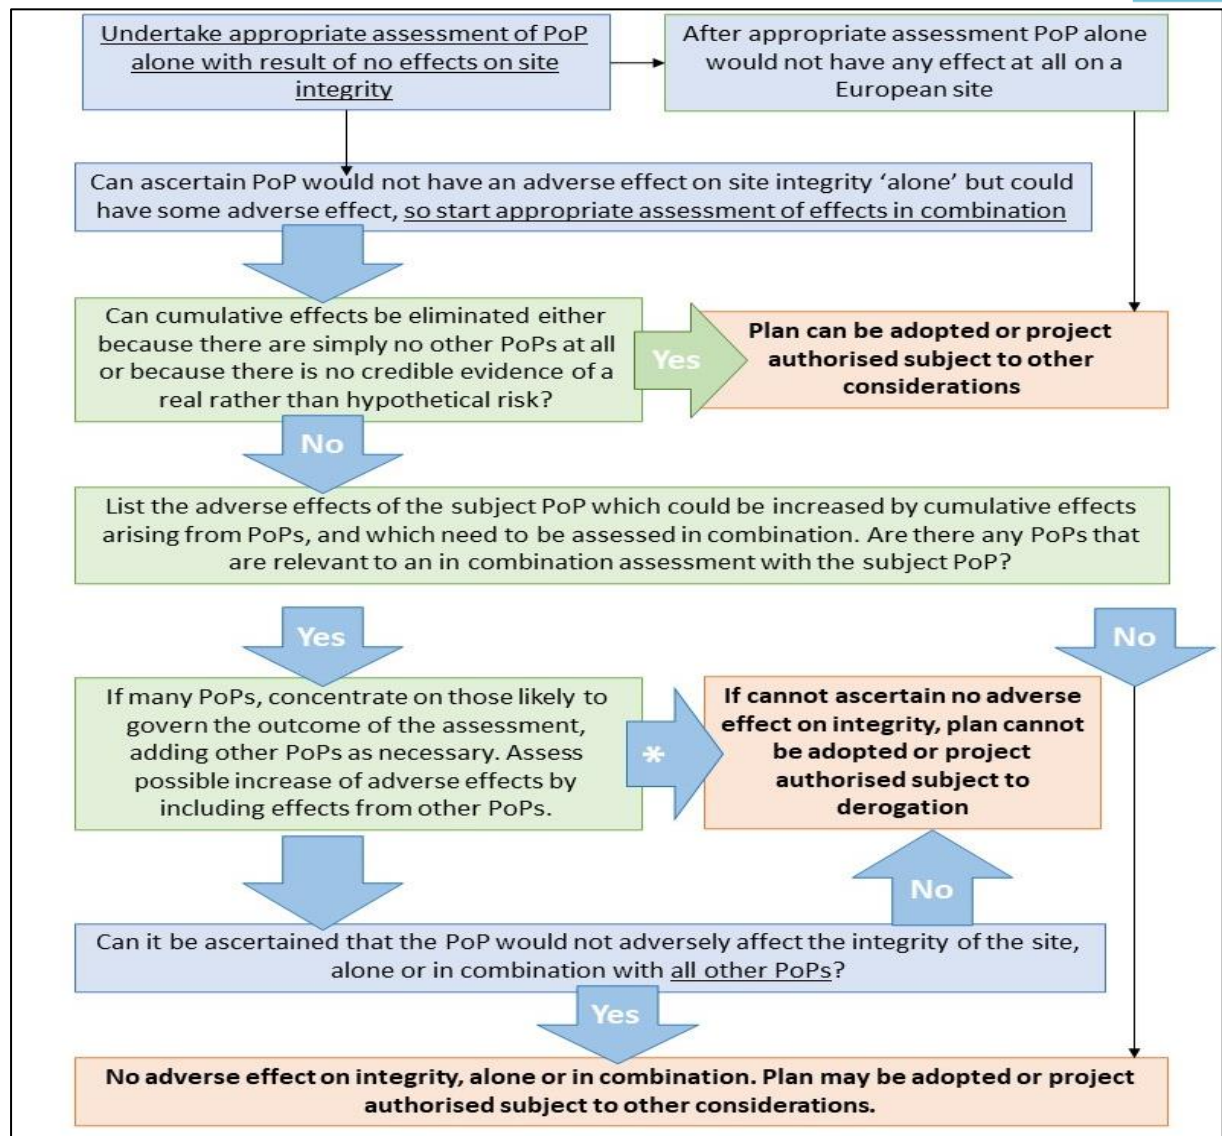 Undertake appropriate assessment of PoP
alone with result of no effects on site
integrity
After appropriate assessment PoP alone
would not have any effect at all on a
European site
Can ascertain PoP would not have an adverse effect on site integrity ‘alone’ but could
have some adverse effect, so start appropriate assessment of effects in combination
Can cumulative effects be eliminated either
because there are simply no other PoPs at all
or because there is no credible evidence of a
real rather than hypothetical risk?
Yes
Plan can be adopted or project
authorised subject to other
considerations
No
List the adverse effects of the subject PoP which could be increased by cumulative effects
arising from PoPs, and which need to be assessed in combination. Are there any PoPs that
are relevant to an in combination assessment with the subject PoP?
Yes
No
If many PoPs, concentrate on those likely to
govern the outcome of the assessment,
adding other PoPs as necessary. Assess
possible increase of adverse effects by
including effects from other PoPs.
*
If cannot ascertain no adverse
effect on integrity, plan cannot
be adopted or project
authorised subject to
derogation
No
Can it be ascertained that the PoP would not adversely affect the integrity of the site,
alone or in combination with all other PoPs?
Yes
No adverse effect on integrity, alone or in combination. Plan may be adopted or project
authorised subject to other considerations.